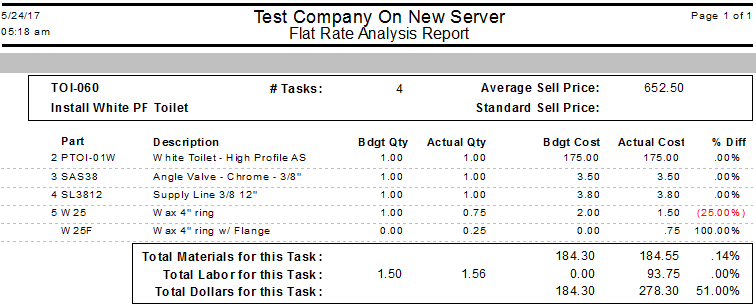 5/24/17 Test Company On New Server Page 1 of 1
05:18 am Flat Rate Analysis Report
TOI-060 # Tasks: 4 Average Sell Price: 652.50
Install White PF Toilet Standard Sell Price:
Part Description Bdgt Qty Actual Qty Bdgt Cost Actual Cost % Diff
2 PTOI-01W White Toilet - High Profile AS 1.00 1.00 175.00 175.00 .00%
3 SAS38 Angle Valve - Chrome - 3/8" 1.00 1.00 3.50 3.50 .00%
4 SL3812 Supply Line 3/8 12" 1.00 1.00 3.80 3.80 .00%
5 W25 Wax 4" ring 1.00 0.75 2.00 1.50 (25.00%)
W25F Wax 4" ring w/ Flange 0.00 0.25 0.00 .75 100.00%
Total Materials for this Task: 184.30 184.55 .14%
Total Labor for this Task: 1.50 1.56 0.00 93.75 .00%
Total Dollars for this Task: 184.30 278.30 51.00%